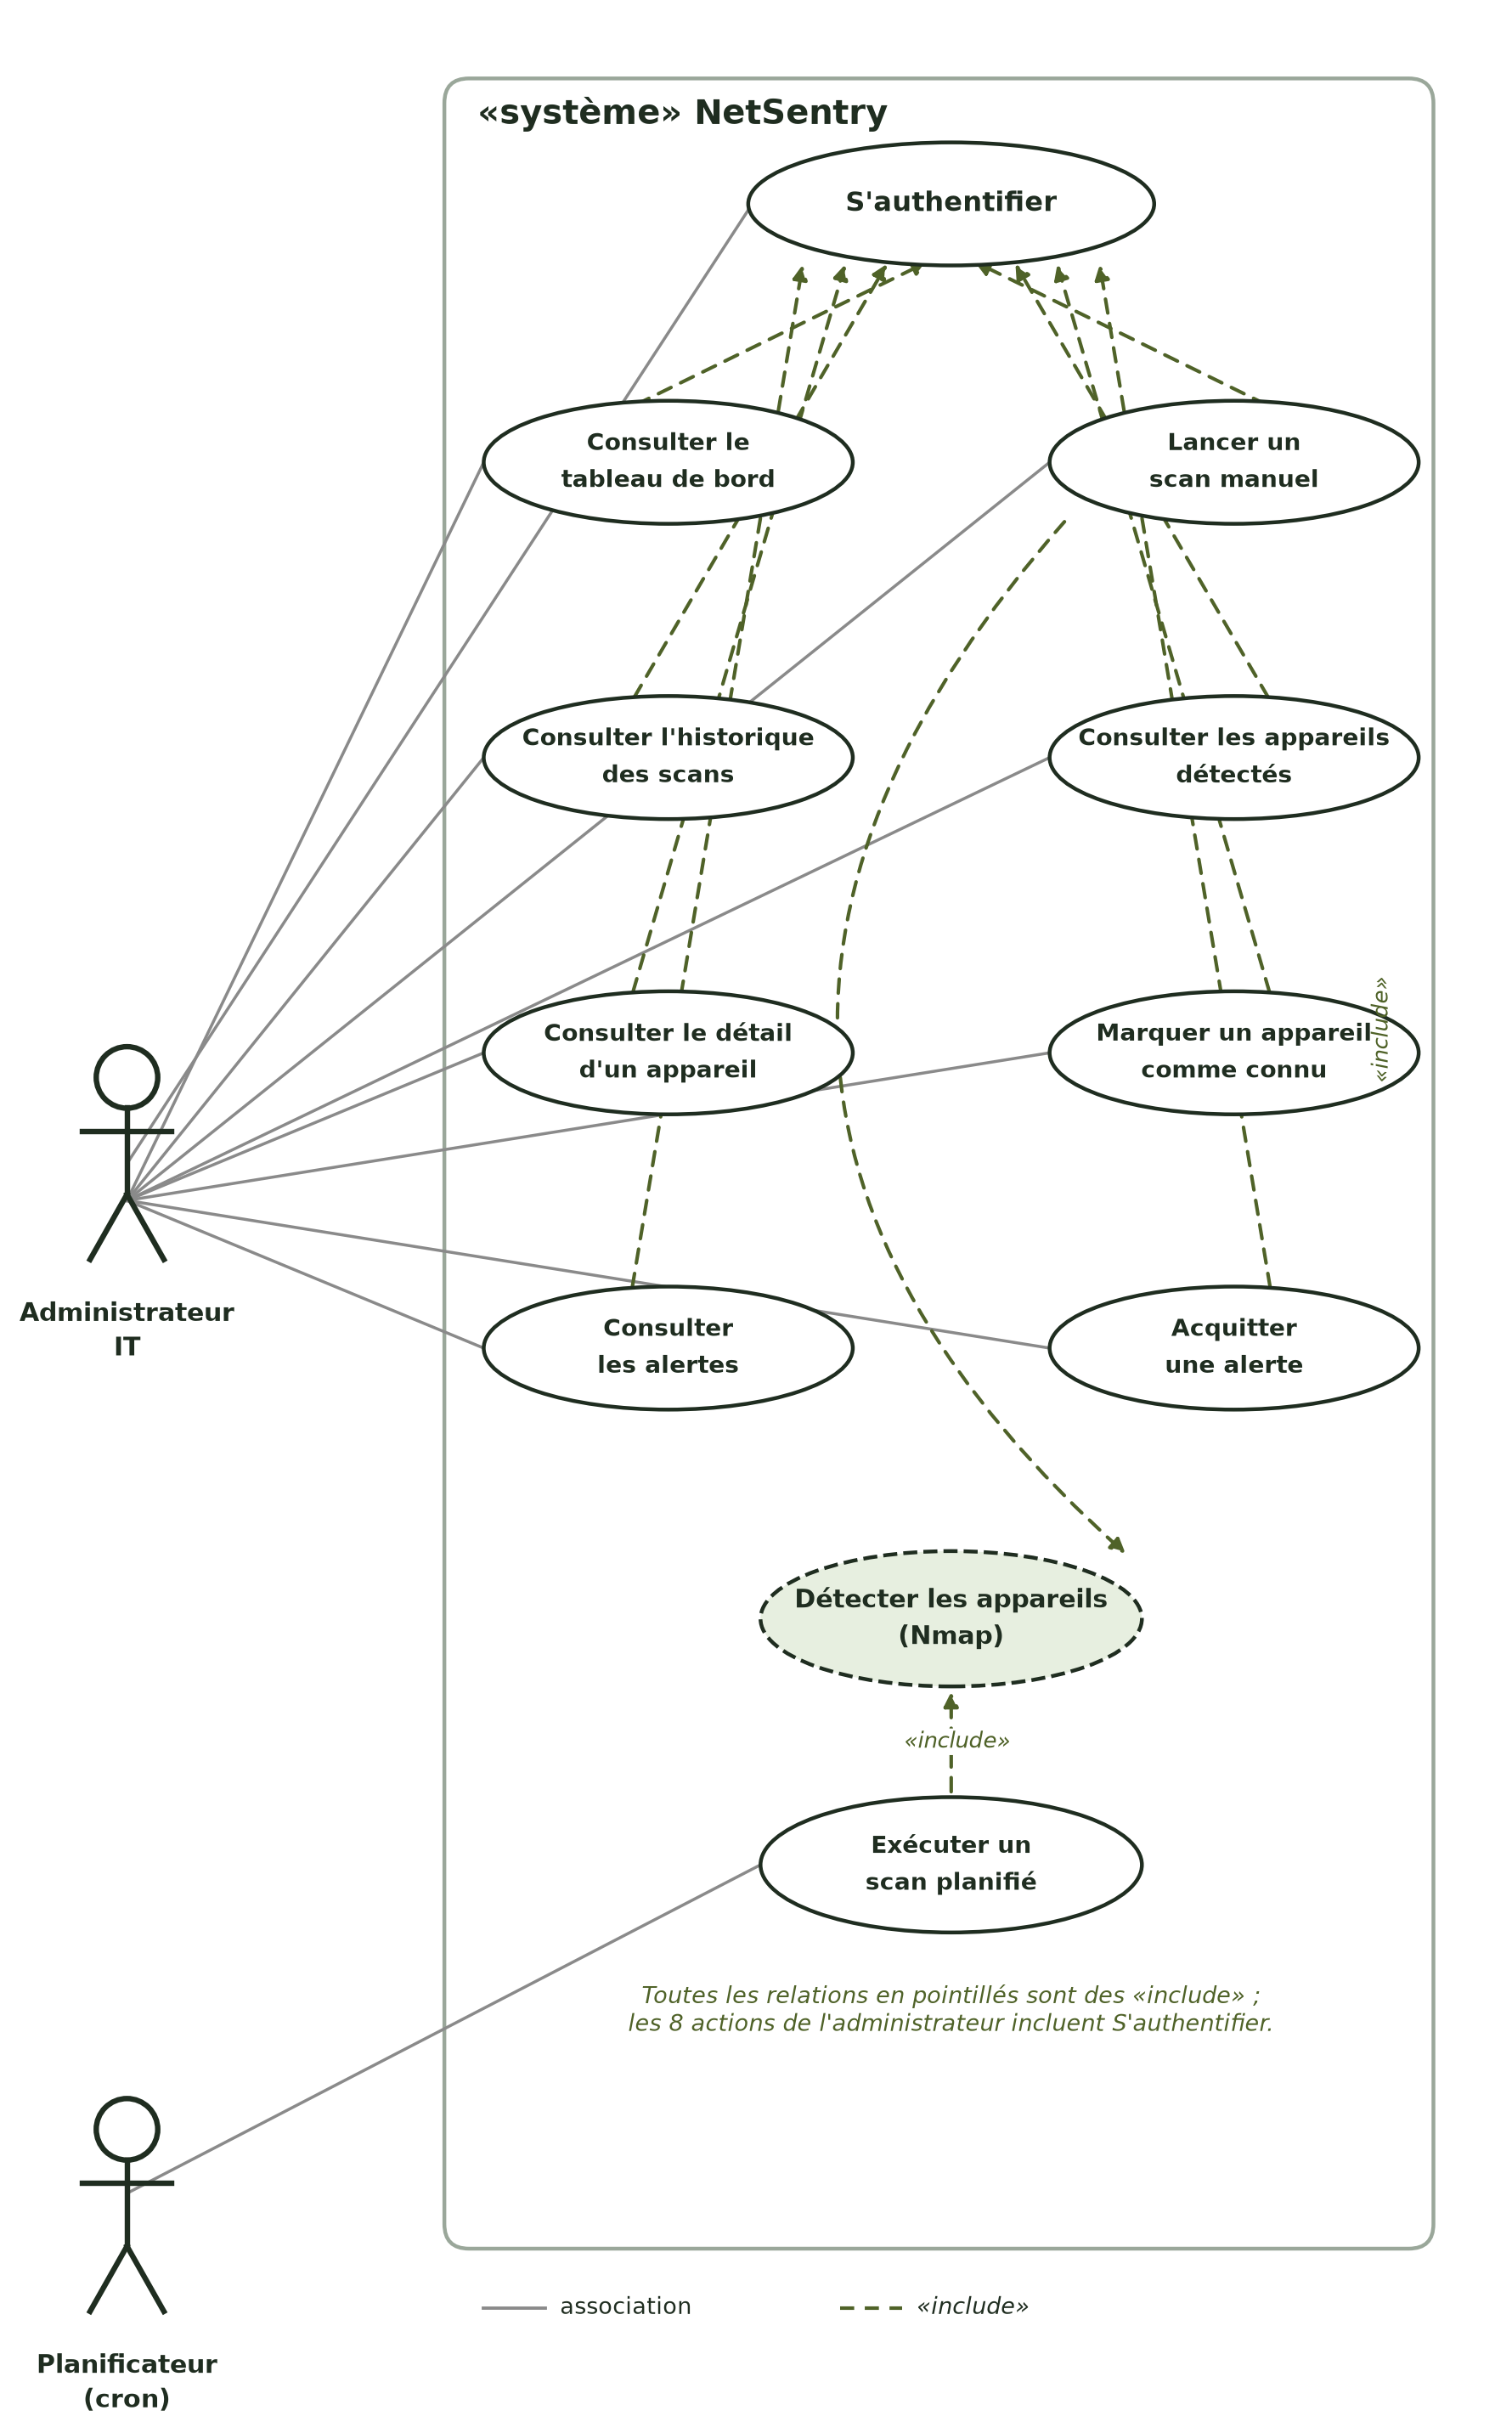 «système» NetSentry
S'authentifier
Consulter le
tableau de bord
Lancer un
scan manuel
Consulter l'historique
des scans
Consulter les appareils
détectés
Consulter le détail
d'un appareil
Marquer un appareil
comme connu
«include»
Administrateur
IT
Consulter
les alertes
Acquitter
une alerte
Détecter les appareils
(Nmap)
«include»
Exécuter un
scan planifié
Toutes les relations en pointillés sont des «include» ;
les 8 actions de l'administrateur incluent S'authentifier.
association
«include»
Planificateur
(cron)